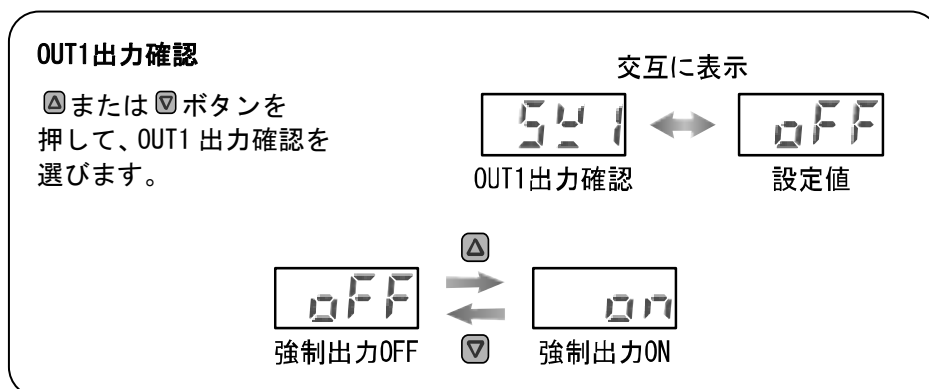 OUT1出力確認
△または▽ボタンを
押して、OUT1 出力確認を
選びます。
交互に表示
SW1
oFF
OUT1出力確認
設定値
△
oFF
on
強制出力OFF
▽
強制出力ON